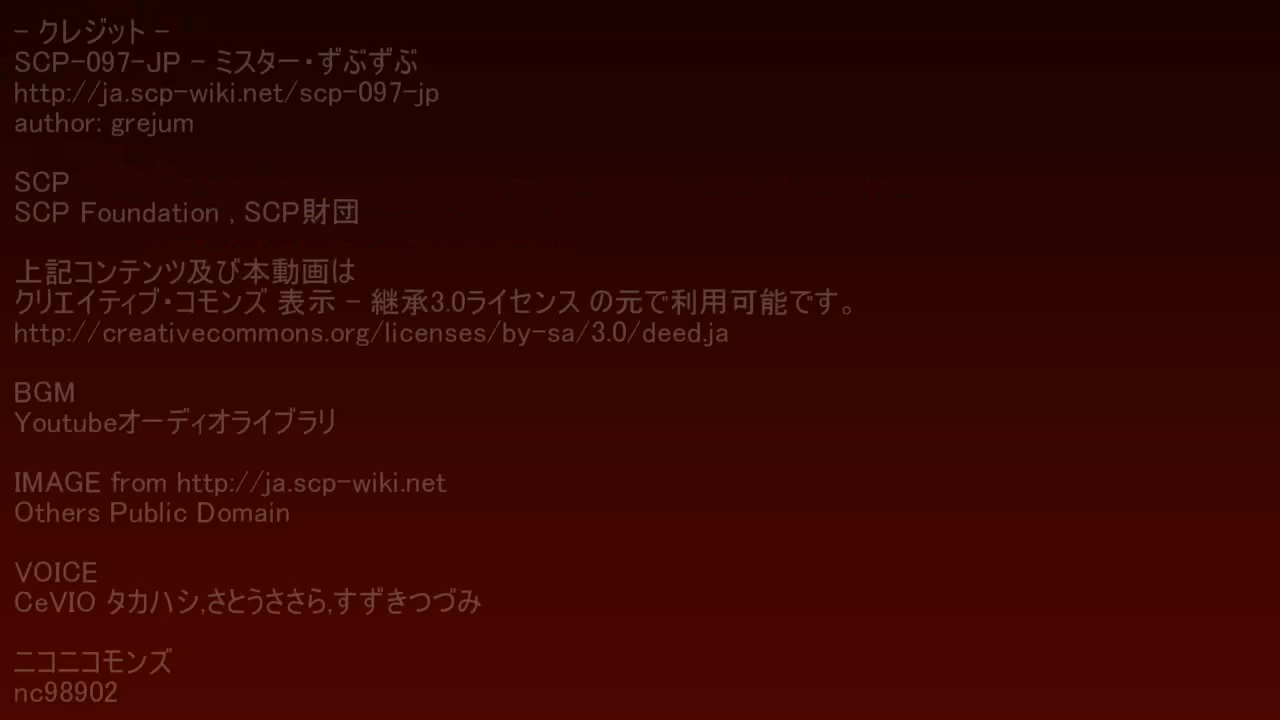 - クレジット -
SCP-097-JP - ミスター・ずぶずぶ
http://ja.scp-wiki.net/scp-097-jp
author: grejum
SCP
SCP Foundation , SCP財団
上記コンテンツ及び本動画は
クリエイティブ・コモンズ 表示 - 継承3.0ライセンス の元で利用可能です。
http://creativecommons.org/licenses/by-sa/3.0/deed.ja
BGM
Youtubeオーディオライブラリ
IMAGE from http://ja.scp-wiki.net
Others Public Domain
VOICE
CeVIO タカハシ,さとうささら,すずきつづみ
ニコニコモンズ
nc98902